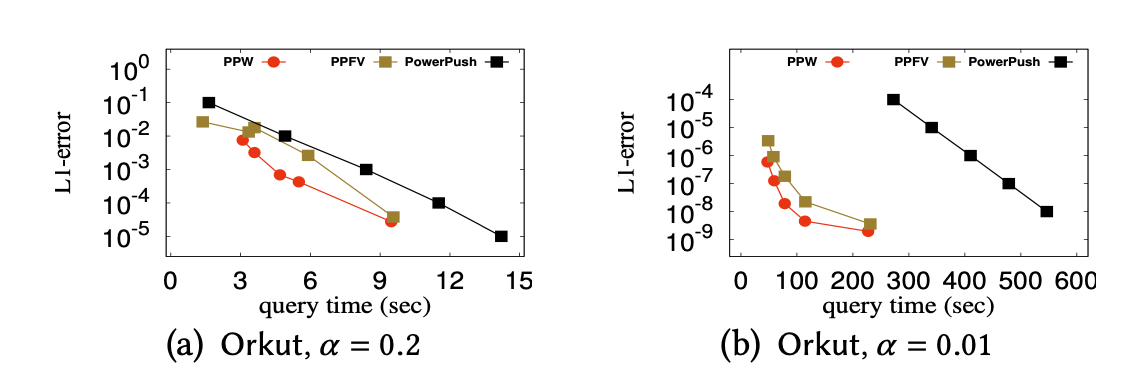 PPW PPFV PowerPush
10⁰
10⁻¹
10⁻²
10⁻³
10⁻⁴
10⁻⁵
L1-error
0 3 6 9 12 15
query time (sec)
(a) Orkut, α = 0.2
PPW PPFV PowerPush
10⁻⁴
10⁻⁵
10⁻⁶
10⁻⁷
10⁻⁸
10⁻⁹
L1-error
0 100 200 300 400 500 600
query time (sec)
(b) Orkut, α = 0.01